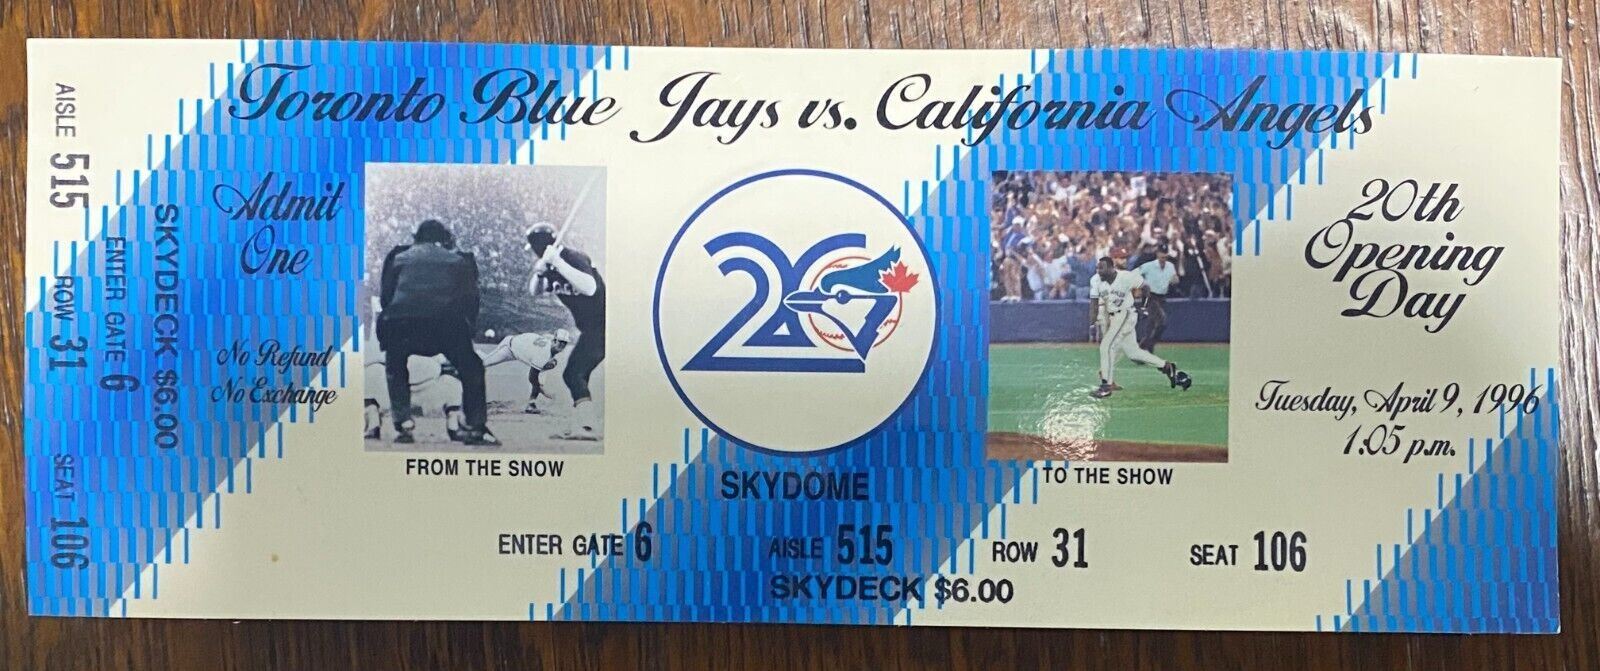 Toronto Blue Jays vs. California Angels
AISLE 515 ROW 31 SEAT 106
ENTER GATE 6
SKYDECK $6.00
Admit
One
No Refund
No Exchange
FROM THE SNOW
20
SKYDOME
TO THE SHOW
20th
Opening
Day
Tuesday, April 9, 1996
1:05 p.m.
ENTER GATE 6 AISLE 515 ROW 31 SEAT 106
SKYDECK $6.00